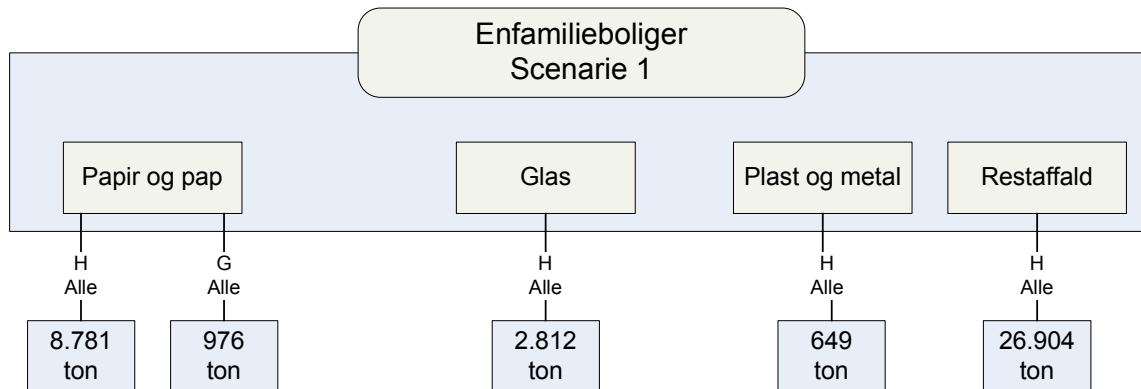 Enfamilieboliger
Scenarie 1
Papir og pap
Glas
Plast og metal
Restaffald
H
Alle
G
Alle
H
Alle
H
Alle
H
Alle
8.781
ton
976
ton
2.812
ton
649
ton
26.904
ton